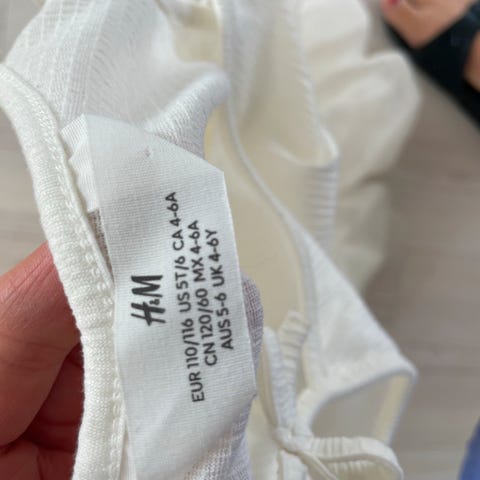 H&M
EUR 110/116 US 5T/6 CA 4-6A
CN 120/60 MX 4-6A
AUS 5-6 UK 4-6Y